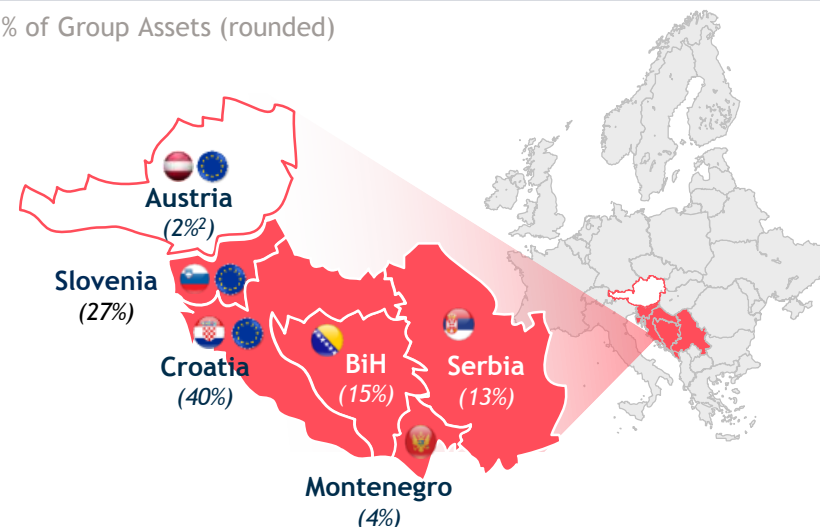 % of Group Assets (rounded)
Austria
(2%²)
Slovenia
(27%)
Croatia
(40%)
BiH
(15%)
Serbia
(13%)
Montenegro
(4%)